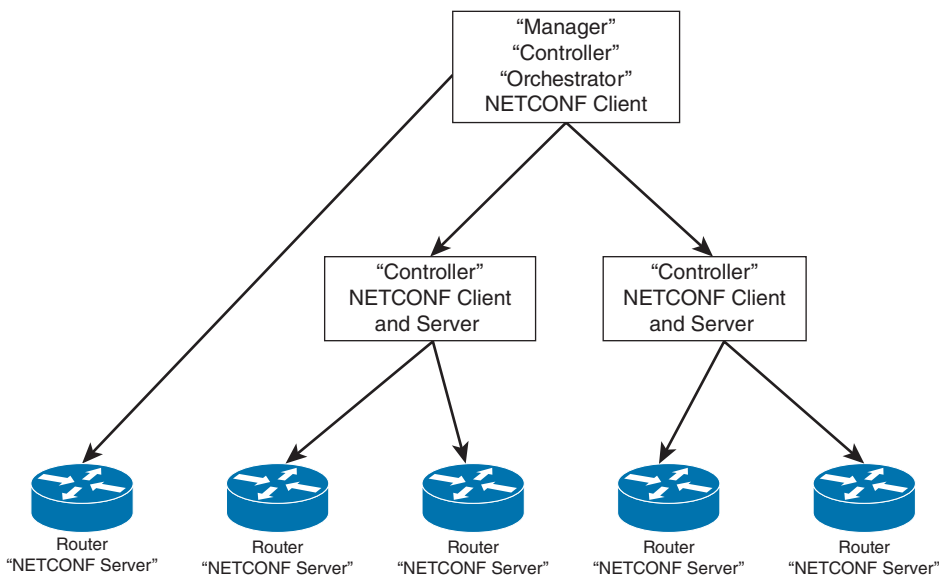 “Manager”
“Controller”
“Orchestrator”
NETCONF Client
“Controller”
NETCONF Client
and Server
“Controller”
NETCONF Client
and Server
Router
“NETCONF Server”
Router
“NETCONF Server”
Router
“NETCONF Server”
Router
“NETCONF Server”
Router
“NETCONF Server”